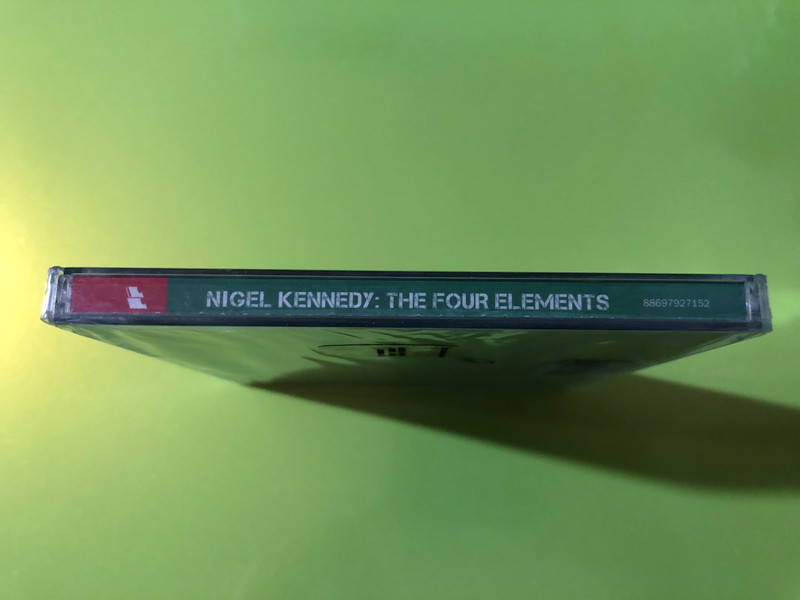 NIGEL KENNEDY: THE FOUR ELEMENTS 88697927152